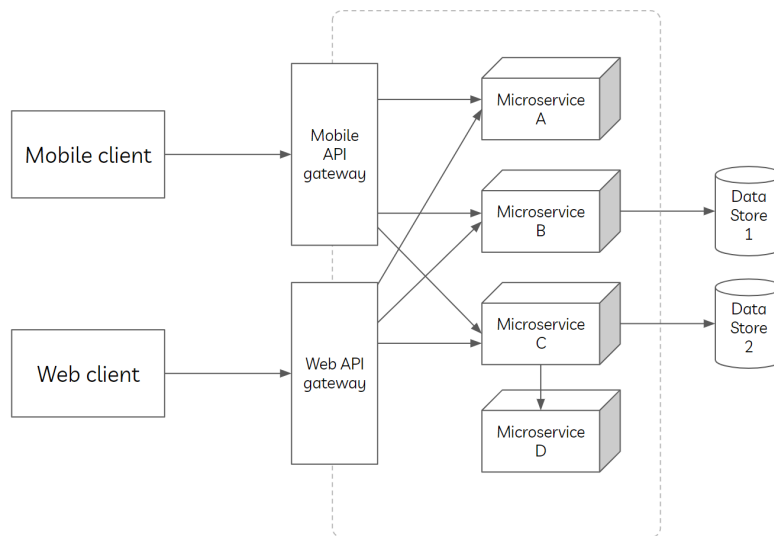 Mobile client
Mobile
API
gateway
Microservice
A
Microservice
B
Data
Store
1
Web client
Web API
gateway
Microservice
C
Data
Store
2
Microservice
D